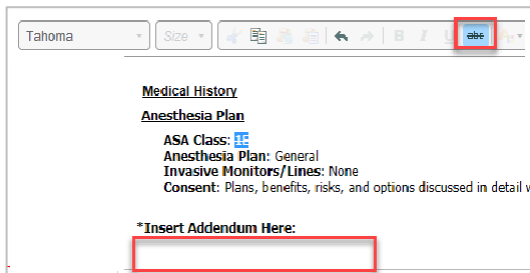 Tahoma Size B I U abc
Medical History
Anesthesia Plan
ASA Class: 1E
Anesthesia Plan: General
Invasive Monitors/Lines: None
Consent: Plans, benefits, risks, and options discussed in detail
*Insert Addendum Here: